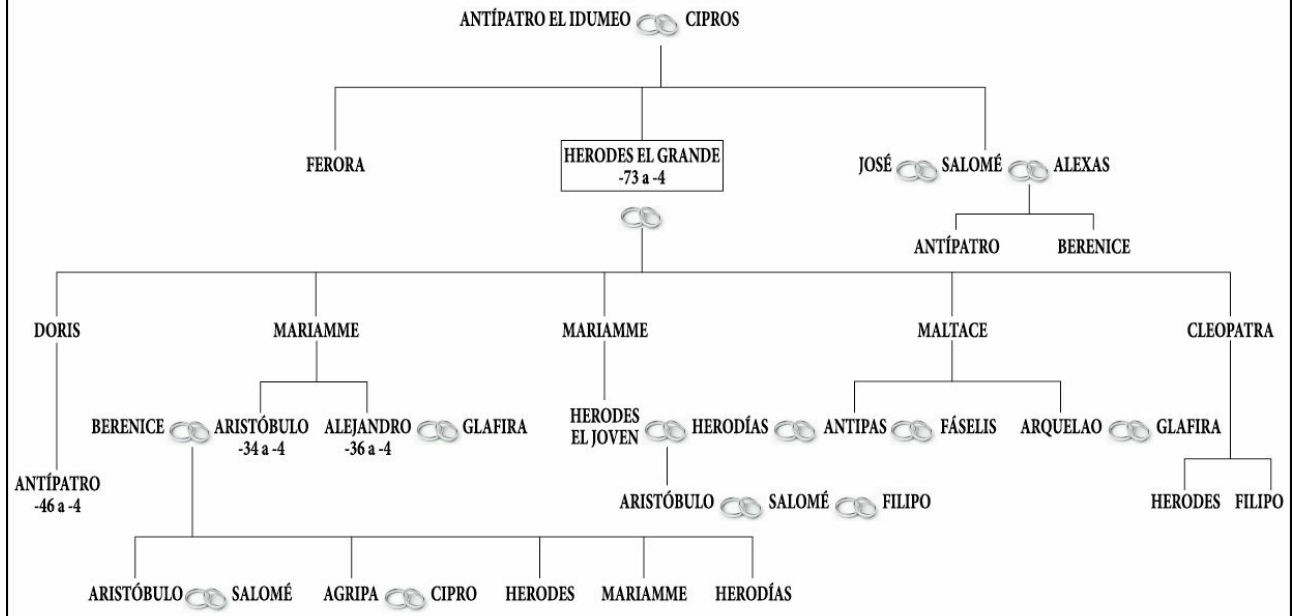 ANTÍPATRO EL IDUMEO CIPROS
FERORA
HERODES EL GRANDE
-73 a -4
JOSÉ SALOMÉ ALEXAS
ANTÍPATRO BERENICE
DORIS MARIAMME MARIAMME MALTACE CLEOPATRA
BERENICE ARISTÓBULO ALEJANDRO GLAFIRA
-34 a -4 -36 a -4
HERODES
EL JOVEN
HERODÍAS ANTIPAS FÁSELIS ARQUELAO GLAFIRA
ANTÍPATRO
-46 a -4
ARISTÓBULO SALOMÉ FILIPO
HERODES FILIPO
ARISTÓBULO SALOMÉ AGRIPA CIPRO HERODES MARIAMME HERODÍAS